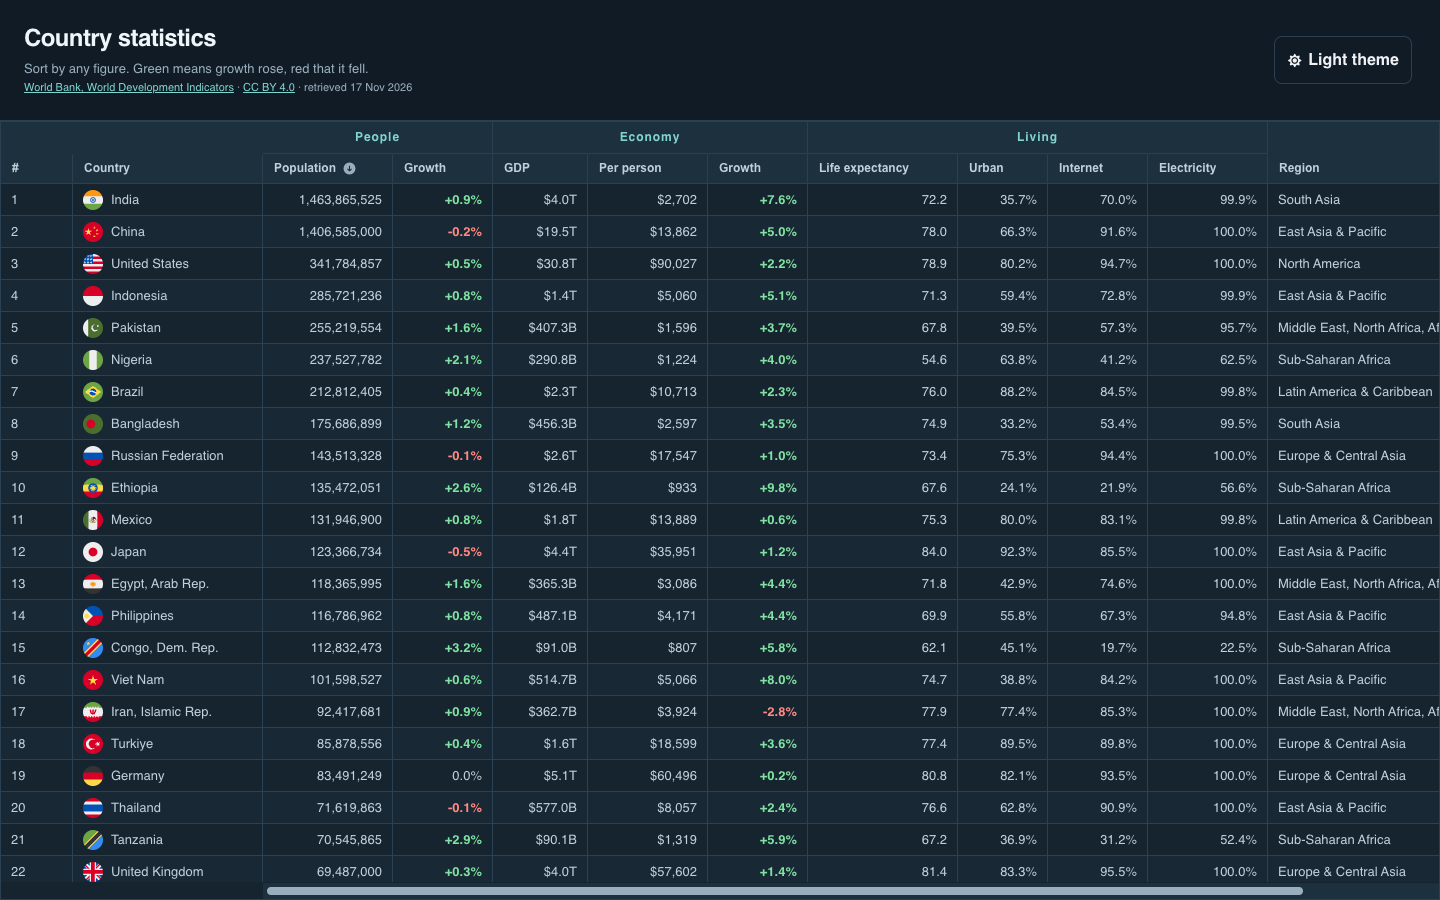 Country statistics
Sort by any figure. Green means growth rose, red that it fell.
World Bank, World Development Indicators · CC BY 4.0 · retrieved 17 Nov 2026
Light theme
People Economy Living
# Country Population Growth GDP Per person Growth Life expectancy Urban Internet Electricity Region
1 India 1,463,865,525 +0.9% $4.0T $2,702 +7.6% 72.2 35.7% 70.0% 99.9% South Asia
2 China 1,406,585,000 -0.2% $19.5T $13,862 +5.0% 78.0 66.3% 91.6% 100.0% East Asia & Pacific
3 United States 341,784,857 +0.5% $30.8T $90,027 +2.2% 78.9 80.2% 94.7% 100.0% North America
4 Indonesia 285,721,236 +0.8% $1.4T $5,060 +5.1% 71.3 59.4% 72.8% 99.9% East Asia & Pacific
5 Pakistan 255,219,554 +1.6% $407.3B $1,596 +3.7% 67.8 39.5% 57.3% 95.7% Middle East, North Africa, Af
6 Nigeria 237,527,782 +2.1% $290.8B $1,224 +4.0% 54.6 63.8% 41.2% 62.5% Sub-Saharan Africa
7 Brazil 212,812,405 +0.4% $2.3T $10,713 +2.3% 76.0 88.2% 84.5% 99.8% Latin America & Caribbean
8 Bangladesh 175,686,899 +1.2% $456.3B $2,597 +3.5% 74.9 33.2% 53.4% 99.5% South Asia
9 Russian Federation 143,513,328 -0.1% $2.6T $17,547 +1.0% 73.4 75.3% 94.4% 100.0% Europe & Central Asia
10 Ethiopia 135,472,051 +2.6% $126.4B $933 +9.8% 67.6 24.1% 21.9% 56.6% Sub-Saharan Africa
11 Mexico 131,946,900 +0.8% $1.8T $13,889 +0.6% 75.3 80.0% 83.1% 99.8% Latin America & Caribbean
12 Japan 123,366,734 -0.5% $4.4T $35,951 +1.2% 84.0 92.3% 85.5% 100.0% East Asia & Pacific
13 Egypt, Arab Rep. 118,365,995 +1.6% $365.3B $3,086 +4.4% 71.8 42.9% 74.6% 100.0% Middle East, North Africa, Af
14 Philippines 116,786,962 +0.8% $487.1B $4,171 +4.4% 69.9 55.8% 67.3% 94.8% East Asia & Pacific
15 Congo, Dem. Rep. 112,832,473 +3.2% $91.0B $807 +5.8% 62.1 45.1% 19.7% 22.5% Sub-Saharan Africa
16 Viet Nam 101,598,527 +0.6% $514.7B $5,066 +8.0% 74.7 38.8% 84.2% 100.0% East Asia & Pacific
17 Iran, Islamic Rep. 92,417,681 +0.9% $362.7B $3,924 -2.8% 77.9 77.4% 85.3% 100.0% Middle East, North Africa, Af
18 Turkiye 85,878,556 +0.4% $1.6T $18,599 +3.6% 77.4 89.5% 89.8% 100.0% Europe & Central Asia
19 Germany 83,491,249 0.0% $5.1T $60,496 +0.2% 80.8 82.1% 93.5% 100.0% Europe & Central Asia
20 Thailand 71,619,863 -0.1% $577.0B $8,057 +2.4% 76.6 62.8% 90.9% 100.0% East Asia & Pacific
21 Tanzania 70,545,865 +2.9% $90.1B $1,319 +5.9% 67.2 36.9% 31.2% 52.4% Sub-Saharan Africa
22 United Kingdom 69,487,000 +0.3% $4.0T $57,602 +1.4% 81.4 83.3% 95.5% 100.0% Europe & Central Asia